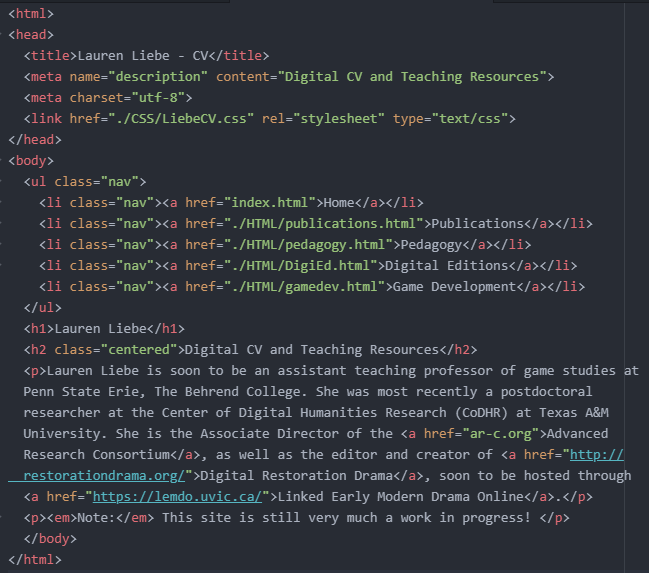 <html>
<head>
  <title>Lauren Liebe - CV</title>
  <meta name="description" content="Digital CV and Teaching Resources">
  <meta charset="utf-8">
  <link href="./CSS/LiebeCV.css" rel="stylesheet" type="text/css">
</head>
<body>
  <ul class="nav">
    <li class="nav"><a href="index.html">Home</a></li>
    <li class="nav"><a href="./HTML/publications.html">Publications</a></li>
    <li class="nav"><a href="./HTML/pedagogy.html">Pedagogy</a></li>
    <li class="nav"><a href="./HTML/DigiEd.html">Digital Editions</a></li>
    <li class="nav"><a href="./HTML/gamedev.html">Game Development</a></li>
  </ul>
  <h1>Lauren Liebe</h1>
  <h2 class="centered">Digital CV and Teaching Resources</h2>
  <p>Lauren Liebe is soon to be an assistant teaching professor of game studies at
  Penn State Erie, The Behrend College. She was most recently a postdoctoral
  researcher at the Center of Digital Humanities Research (CoDHR) at Texas A&M
  University. She is the Associate Director of the <a href="ar-c.org">Advanced
  Research Consortium</a>, as well as the editor and creator of <a href="http://
  restorationdrama.org/">Digital Restoration Drama</a>, soon to be hosted through
  <a href="https://lemdo.uvic.ca/">Linked Early Modern Drama Online</a>.</p>
  <p><em>Note:</em> This site is still very much a work in progress! </p>
  </body>
</html>